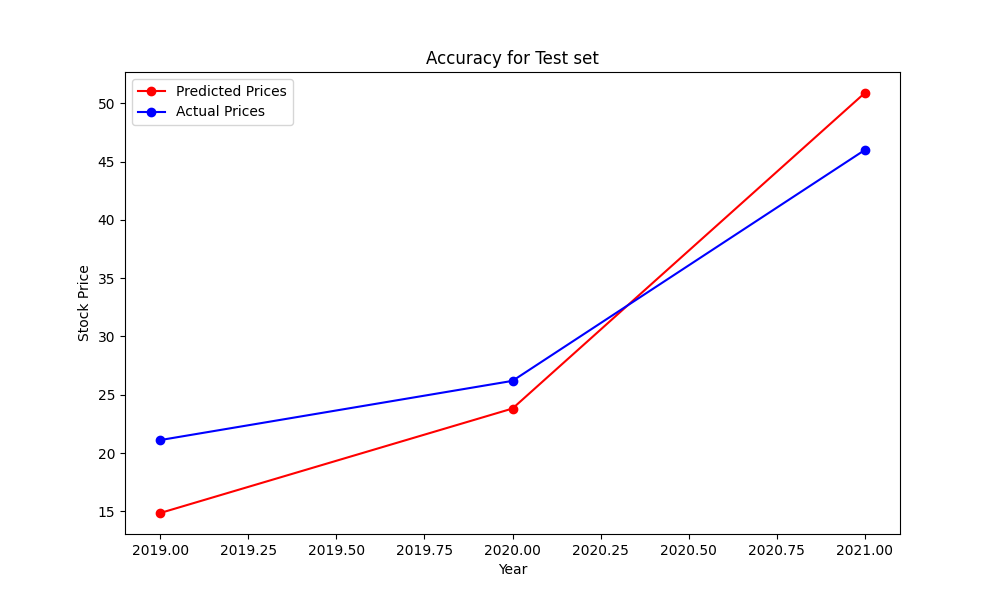 Accuracy for Test set
Predicted Prices
Actual Prices
50
45
40
35
30
25
20
15
Stock Price
2019.00 2019.25 2019.50 2019.75 2020.00 2020.25 2020.50 2020.75 2021.00
Year